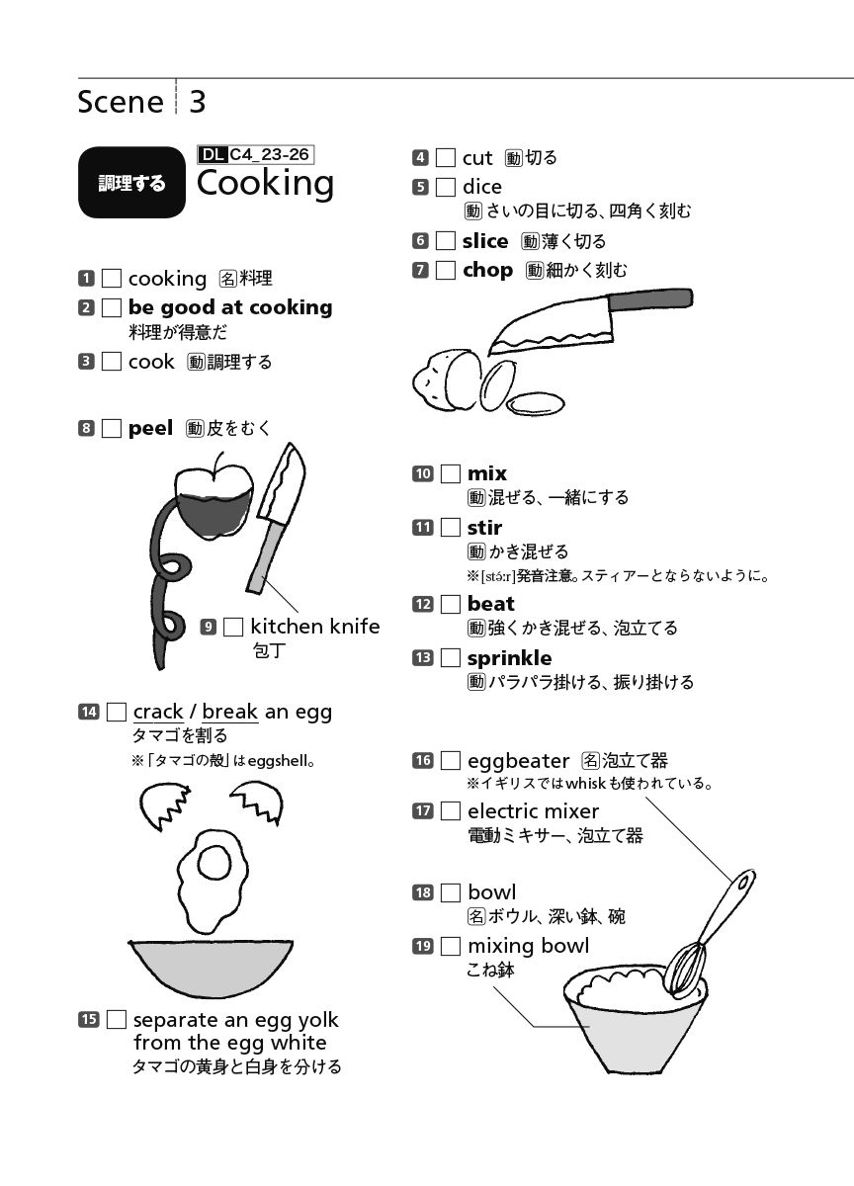 Scene 3
調理する
DL C4_23-26
Cooking
1 □ cooking 名料理
2 □ be good at cooking
料理が得意だ
3 □ cook 動調理する
4 □ cut 動切る
5 □ dice
動さいの目に切る、四角く刻む
6 □ slice 動薄く切る
7 □ chop 動細かく刻む
8 □ peel 動皮をむく
9 □ kitchen knife
包丁
10 □ mix
動混ぜる、一緒にする
11 □ stir
動かき混ぜる
※[stə́ːr]発音注意。スティアーとならないように。
12 □ beat
動強くかき混ぜる、泡立てる
13 □ sprinkle
動パラパラ掛ける、振り掛ける
14 □ crack / break an egg
タマゴを割る
※「タマゴの殻」はeggshell。
15 □ separate an egg yolk
from the egg white
タマゴの黄身と白身を分ける
16 □ eggbeater 名泡立て器
※イギリスではwhiskも使われている。
17 □ electric mixer
電動ミキサー、泡立て器
18 □ bowl
名ボウル、深い鉢、碗
19 □ mixing bowl
こね鉢